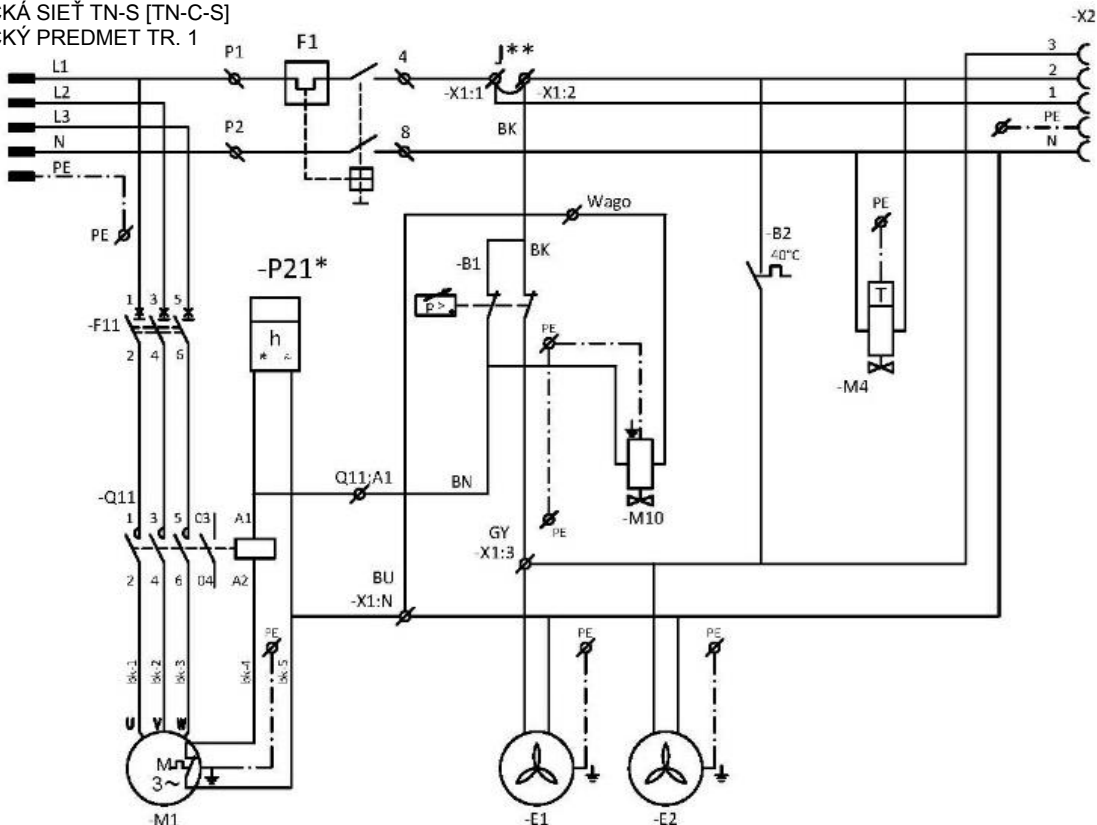 CKÁ SIEŤ TN-S [TN-C-S]
CKÝ PREDMET TR. 1
-X2
P1
F1
4
J**
3
L1
2
L2
-X1:1
-X1:2
1
L3
P2
8
BK
PE
N
N
PE
Wago
PE
-B2
PE
BK
40°C
-P21*
-B1
T
1 3 5
p>
-F11
h
PE
2 4 6
-M4
Q11:A1
BN
-Q11
-M10
1 3 5 03 A1
GY
PE
-X1:3
2 4 6 04 A2
BU
-X1:N
PE
PE
PE
bk-1
bk-2
bk-3
bk-4
bk-5
U V W
M
3~
-M1
-E1
-E2